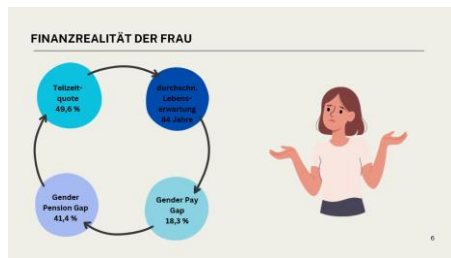 FINANZREALITÄT DER FRAU
Teilzeit-
quote
49,6 %
durchschn.
Lebens-
erwartung
84 Jahre
Gender
Pension Gap
41,4 %
Gender Pay
Gap
18,3 %
6